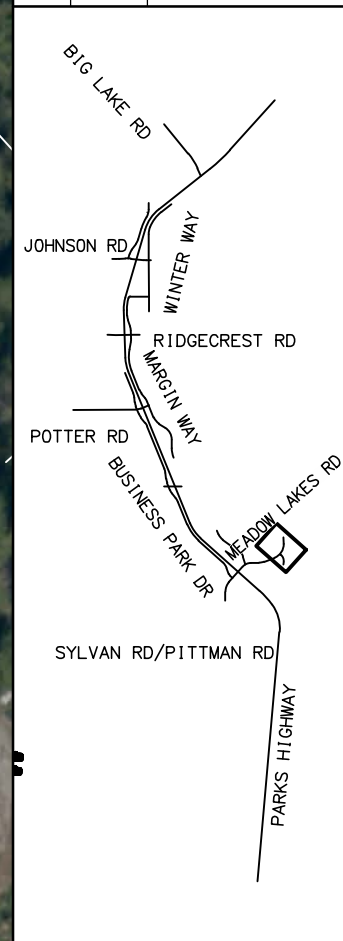 BIG LAKE RD
JOHNSON RD
WINTER WAY
RIDGECREST RD
MARGIN WAY
POTTER RD
BUSINESS PARK DR
MEADOW LAKES RD
SYLVAN RD/PITTMAN RD
PARKS HIGHWAY